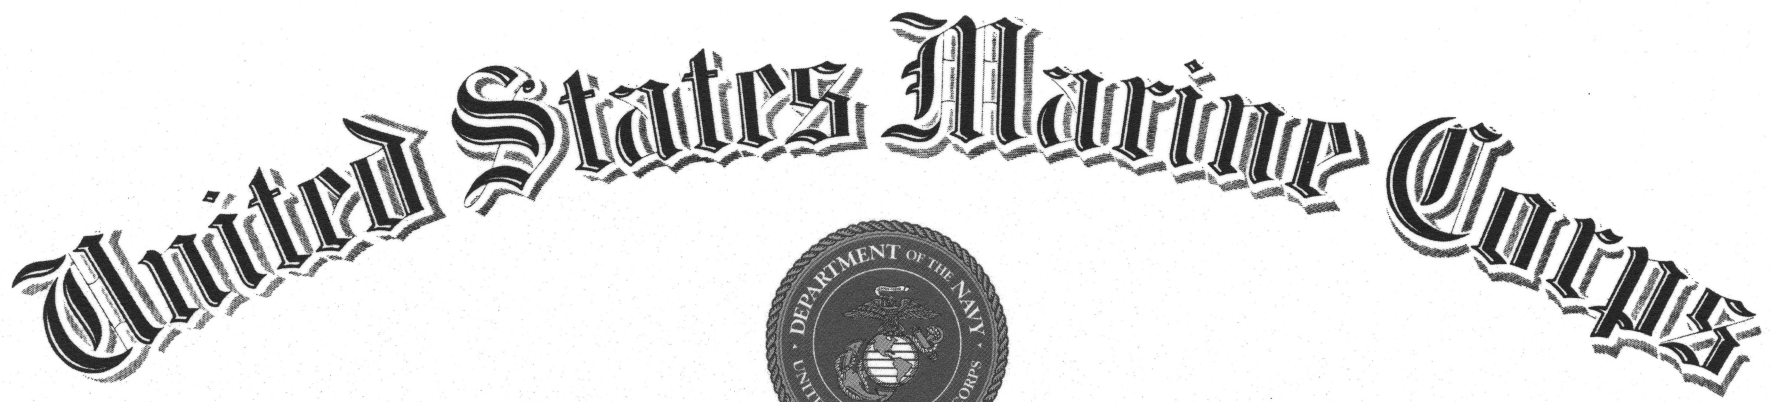 United States Marine Corps
DEPARTMENT OF THE NAVY